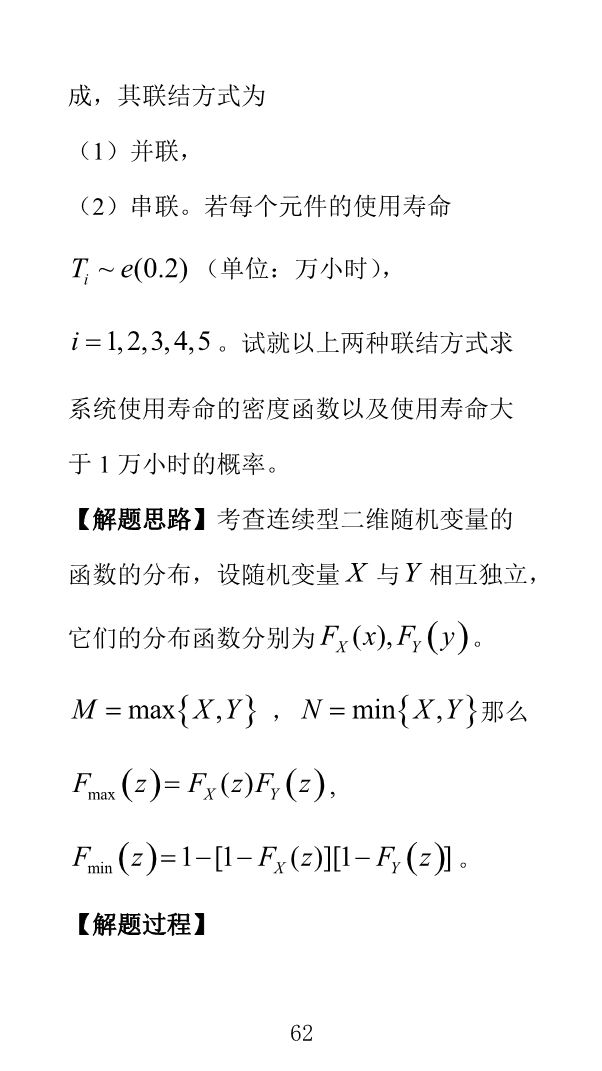 成，其联结方式为
（1）并联，
（2）串联。若每个元件的使用寿命
T_i ~ e(0.2)（单位：万小时），
i = 1,2,3,4,5 。试就以上两种联结方式求
系统使用寿命的密度函数以及使用寿命大
于 1 万小时的概率。
【解题思路】考查连续型二维随机变量的
函数的分布，设随机变量 X 与 Y 相互独立，
它们的分布函数分别为 F_X(x), F_Y(y)。
M = max{X,Y} ， N = min{X,Y}那么
F_max(z) = F_X(z)F_Y(z),
F_min(z) = 1−[1−F_X(z)][1−F_Y(z)] 。
【解题过程】
62